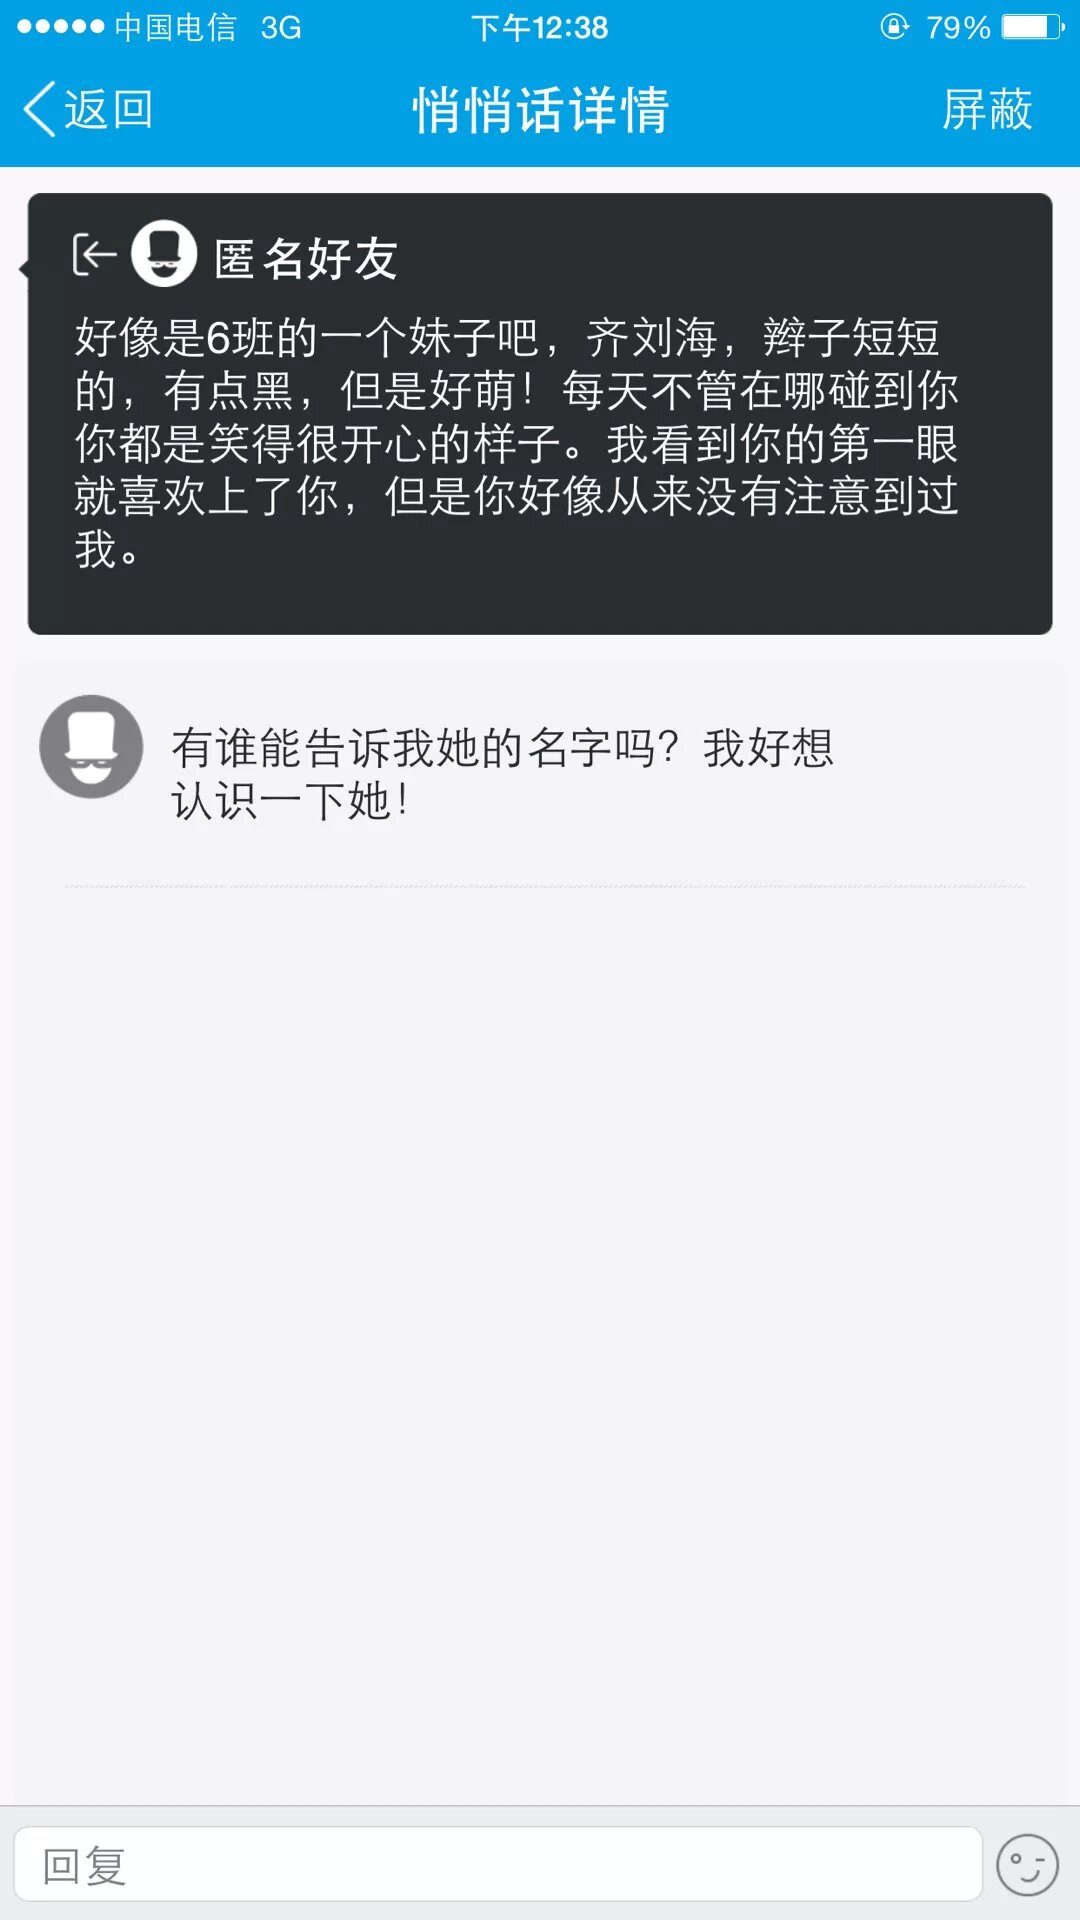 中国电信 3G 下午12:38 79%
返回 悄悄话详情 屏蔽
匿名好友
好像是6班的一个妹子吧，齐刘海，辫子短短
的，有点黑，但是好萌！每天不管在哪碰到你
你都是笑得很开心的样子。我看到你的第一眼
就喜欢上了你，但是你好像从来没有注意到过
我。
有谁能告诉我她的名字吗？我好想
认识一下她！
回复